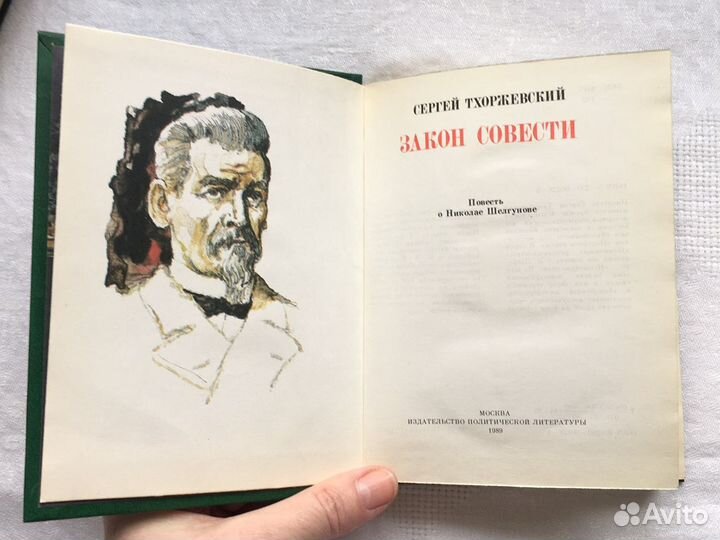 СЕРГЕЙ ТХОРЖЕВСКИЙ
ЗАКОН СОВЕСТИ
Повесть
о Николае Шелгунове
МОСКВА
ИЗДАТЕЛЬСТВО ПОЛИТИЧЕСКОЙ ЛИТЕРАТУРЫ
1989
Avito